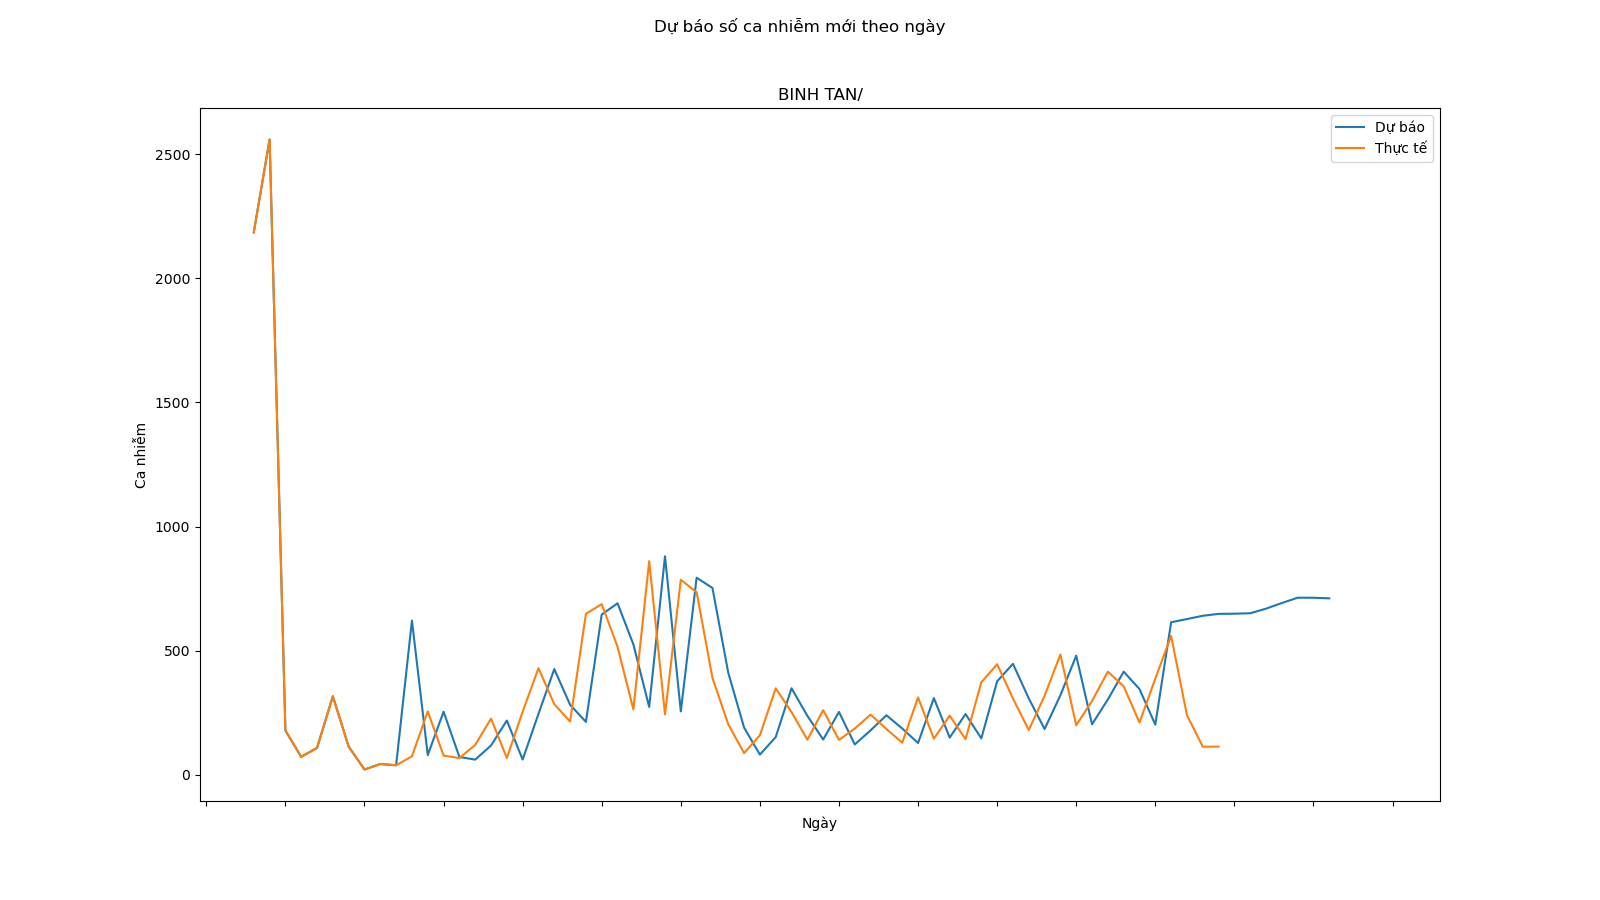 Dự báo số ca nhiễm mới theo ngày
BINH TAN/
Dự báo
Thực tế
2500
2000
1500
1000
500
0
Ca nhiễm
Ngày